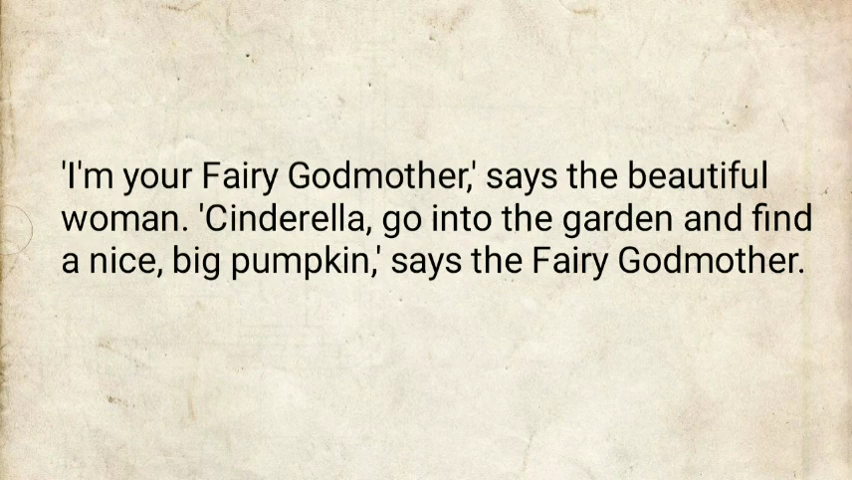 'I'm your Fairy Godmother,' says the beautiful
woman. 'Cinderella, go into the garden and find
a nice, big pumpkin,' says the Fairy Godmother.